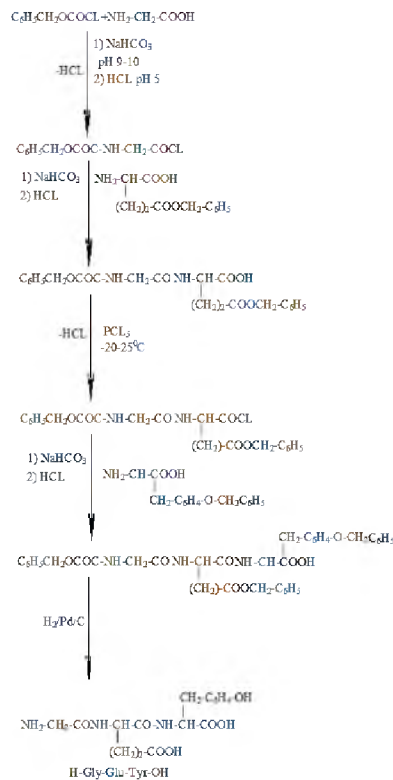 C₆H₅CH₂OCOCL+NH₂-CH₂-COOH
1) NaHCO₃
pH 9-10
-HCL
2) HCL pH 5
C₆H₅CH₂OCOC-NH-CH₂-COCL
1) NaHCO₃
2) HCL
NH₂-CH-COOH
(CH₂)₂-COOCH₂-C₆H₅
C₆H₅CH₂OCOC-NH-CH₂-CO NH-CH-COOH
(CH₂)₂-COOCH₂-C₆H₅
-HCL
PCL₅
-20-25⁰C
C₆H₅CH₂OCOC-NH-CH₂-CO NH-CH-COCL
(CH₂)-COOCH₂-C₆H₅
1) NaHCO₃
2) HCL
NH₂-CH-COOH
CH₂-C₆H₄-O-CH₂C₆H₅
CH₂-C₆H₄-O-CH₂C₆H₅
C₆H₅CH₂OCOC-NH-CH₂-CO NH-CH-CONH-CH-COOH
(CH₂)-COOCH₂-C₆H₅
H₂/Pd/C
CH₂-C₆H₄-OH
NH₂-CH₂-CONH-CH-CO-NH-CH-COOH
(CH₂)₂COOH
H-Gly-Glu-Tyr-OH